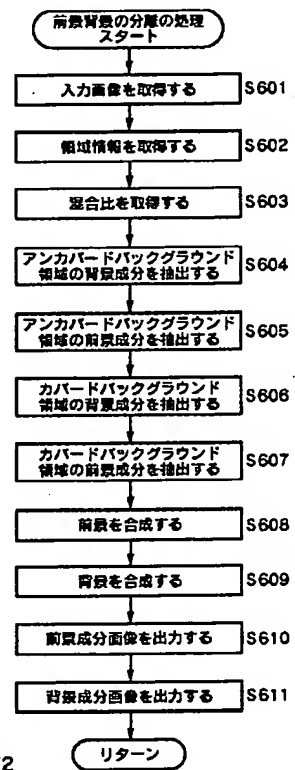 前景背景の分離の処理
スタート
入力画像を取得する
S601
領域情報を取得する
S602
混合比を取得する
S603
アンカバードバックグラウンド
領域の背景成分を抽出する
S604
アンカバードバックグラウンド
領域の前景成分を抽出する
S605
カバードバックグラウンド
領域の背景成分を抽出する
S606
カバードバックグラウンド
領域の前景成分を抽出する
S607
前景を合成する
S608
背景を合成する
S609
前景成分画像を出力する
S610
背景成分画像を出力する
S611
リターン